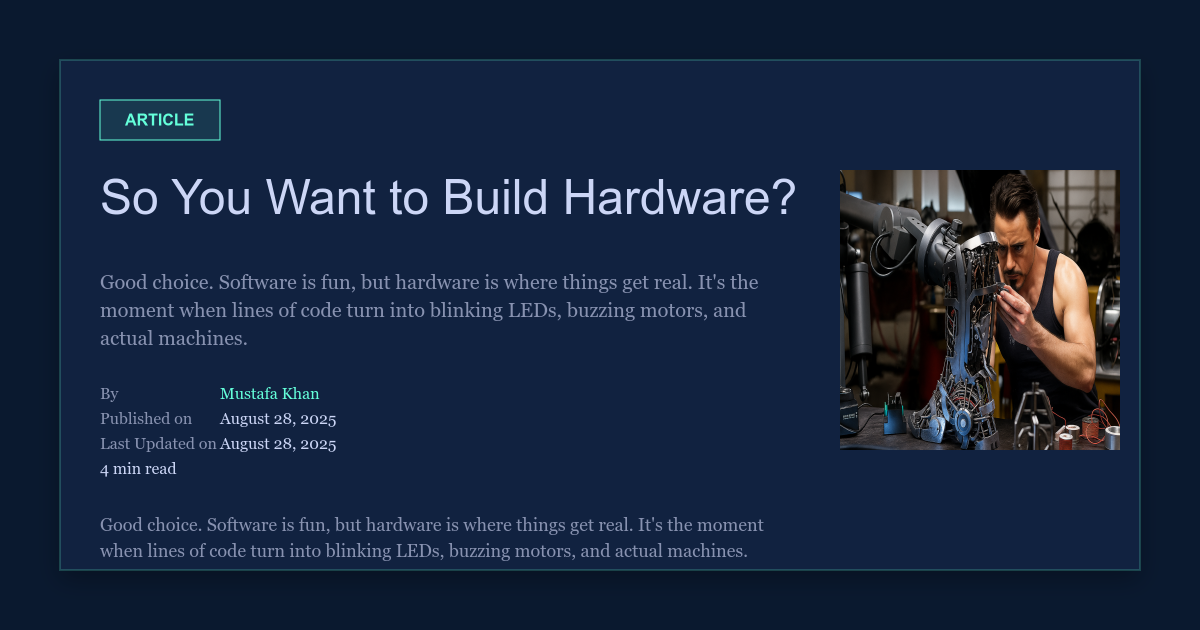 ARTICLE
So You Want to Build Hardware?
Good choice. Software is fun, but hardware is where things get real. It's the
moment when lines of code turn into blinking LEDs, buzzing motors, and
actual machines.
By Mustafa Khan
Published on August 28, 2025
Last Updated on August 28, 2025
4 min read
Good choice. Software is fun, but hardware is where things get real. It's the moment
when lines of code turn into blinking LEDs, buzzing motors, and actual machines.